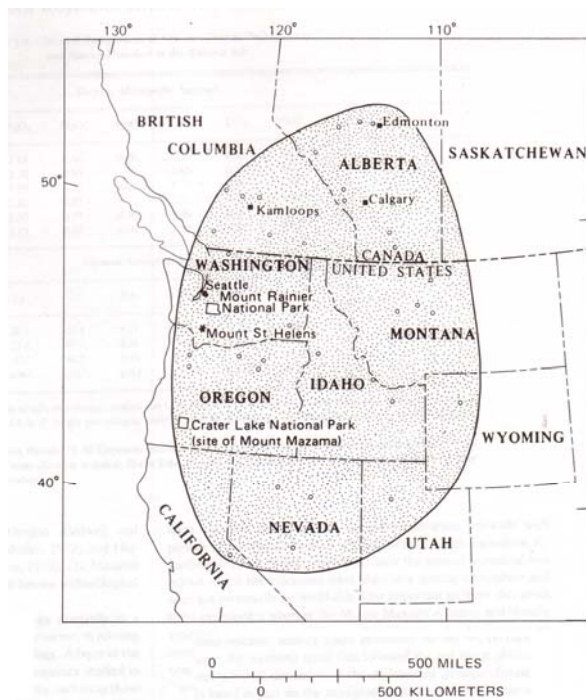 130°
120°
110°
BRITISH
COLUMBIA
Edmonton
ALBERTA
SASKATCHEWAN
50°
Kamloops
Calgary
CANADA
UNITED STATES
WASHINGTON
Seattle
Mount Rainier
National Park
Mount St Helens
MONTANA
OREGON
IDAHO
Crater Lake National Park
(site of Mount Mazama)
WYOMING
40°
NEVADA
UTAH
CALIFORNIA
0 500 MILES
0 500 KILOMETERS